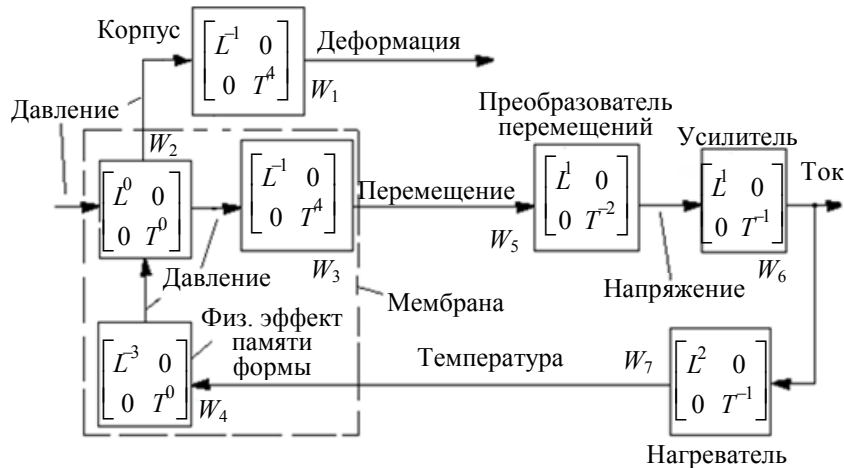 Корпус
L⁻¹ 0
0 T⁴
W₁
Деформация
Давление
W₂
L⁰ 0
0 T⁰
L⁻¹ 0
0 T⁴
W₃
Перемещение
Преобразователь
перемещений
L¹ 0
0 T⁻²
W₅
Усилитель
L¹ 0
0 T⁻¹
W₆
Ток
Напряжение
Давление
Мембрана
Физ. эффект
памяти
формы
L⁻³ 0
0 T⁰
W₄
Температура
W₇
L² 0
0 T⁻¹
Нагреватель